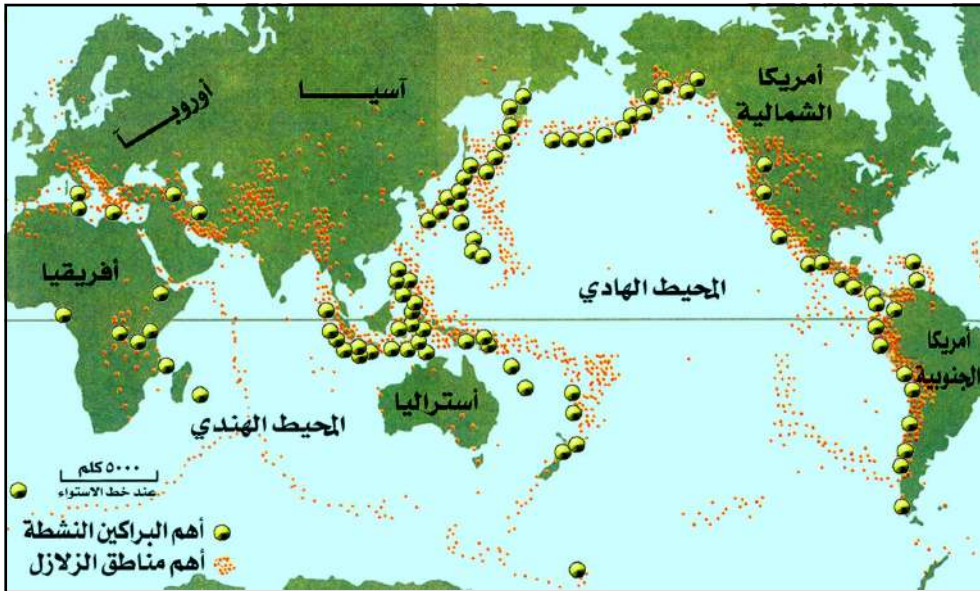 أمريكا
الشمالية
آسيا
أوروبا
أفريقيا
المحيط الهادي
أمريكا
الجنوبية
أستراليا
المحيط الهندي
٥٠٠٠ كلم
عند خط الاستواء
أهم البراكين النشطة
أهم مناطق الزلازل